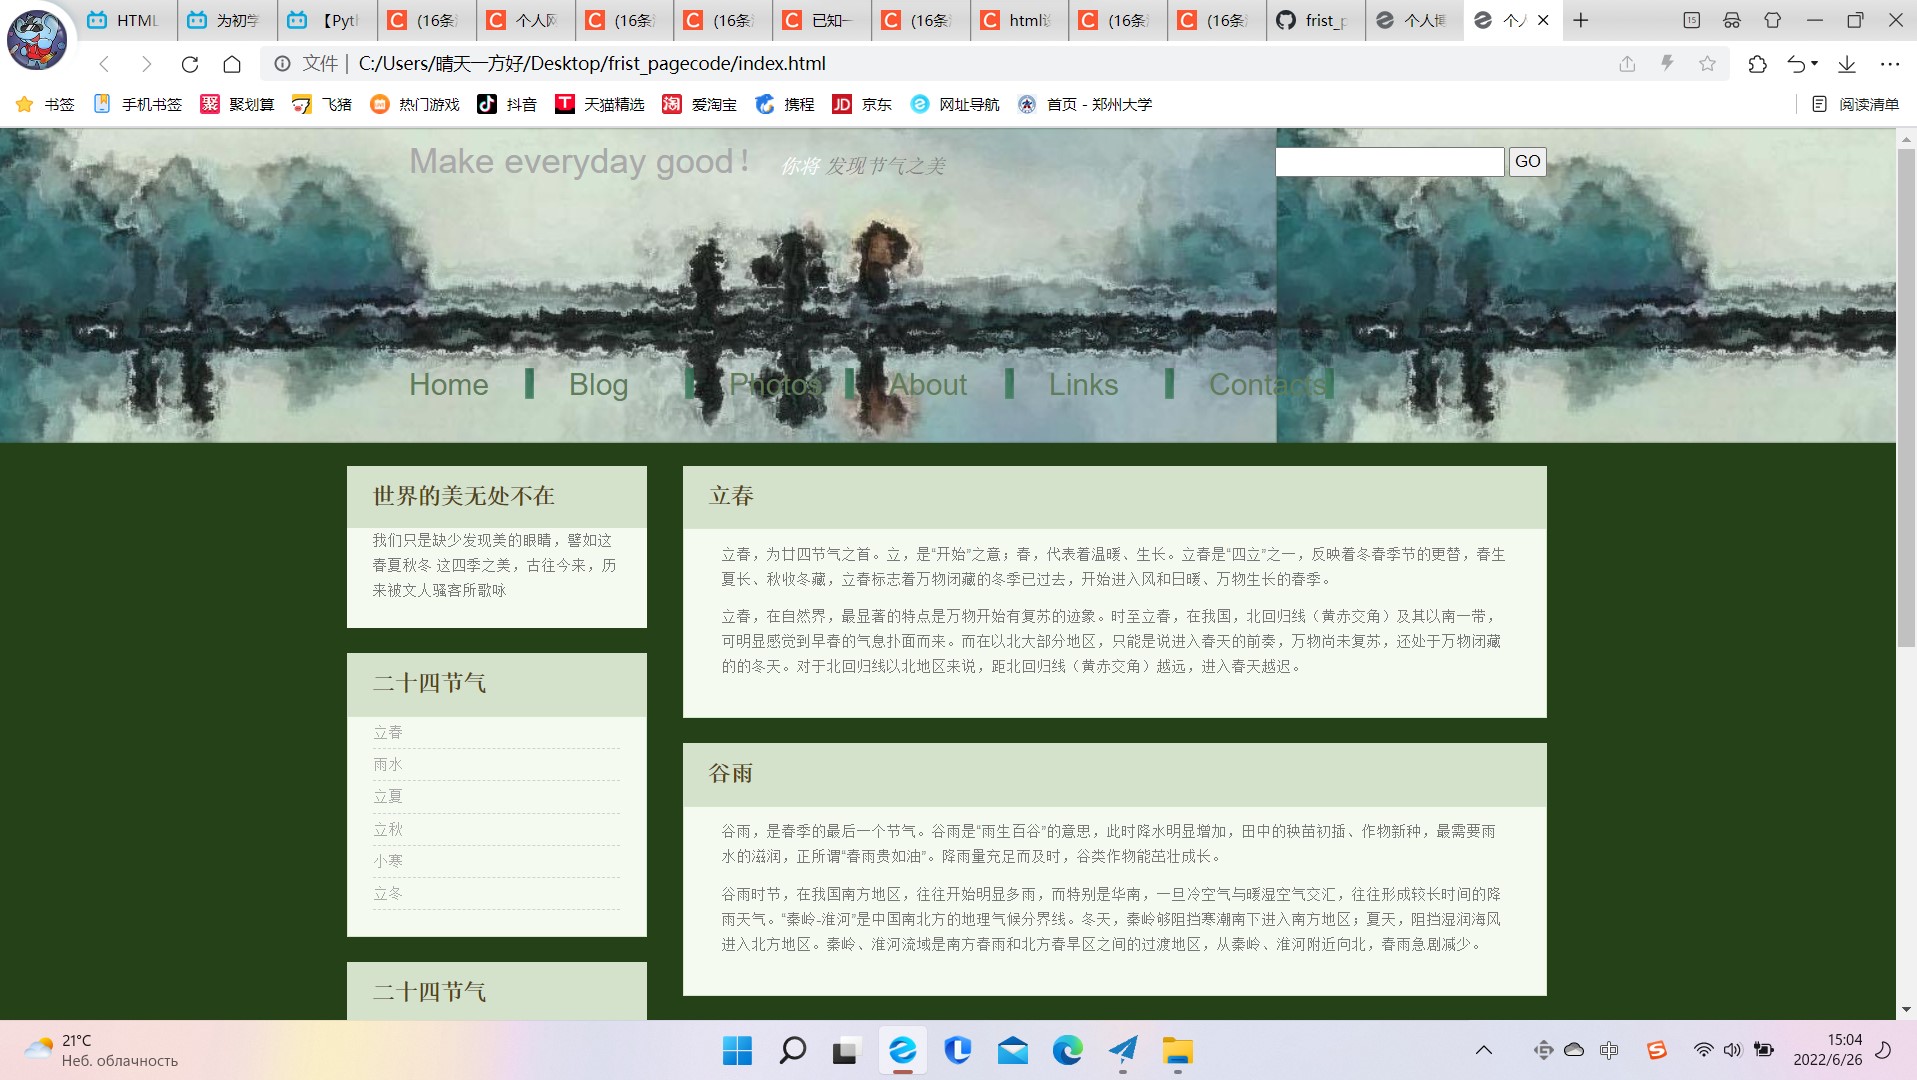 HTML
为初学
【Pyth
(16条消
个人网
(16条消
(16条消
已知一
(16条消
html设
(16条消
(16条消
frist_p
个人博
个人
文件 | C:/Users/晴天一方好/Desktop/frist_pagecode/index.html
书签 手机书签 聚划算 飞猪 热门游戏 抖音 天猫精选 爱淘宝 携程 京东 网址导航 首页 - 郑州大学 阅读清单
Make everyday good！ 你将 发现节气之美
GO
Home Blog Photos About Links Contacts
世界的美无处不在
我们只是缺少发现美的眼睛，譬如这
春夏秋冬 这四季之美，古往今来，历
来被文人骚客所歌咏
二十四节气
立春
雨水
立夏
立秋
小寒
立冬
二十四节气
立春
立春，为廿四节气之首。立，是“开始”之意；春，代表着温暖、生长。立春是“四立”之一，反映着冬春季节的更替，春生
夏长、秋收冬藏，立春标志着万物闭藏的冬季已过去，开始进入风和日暖、万物生长的春季。
立春，在自然界，最显著的特点是万物开始有复苏的迹象。时至立春，在我国，北回归线（黄赤交角）及其以南一带，
可明显感觉到早春的气息扑面而来。而在以北大部分地区，只能是说进入春天的前奏，万物尚未复苏，还处于万物闭藏
的的冬天。对于北回归线以北地区来说，距北回归线（黄赤交角）越远，进入春天越迟。
谷雨
谷雨，是春季的最后一个节气。谷雨是“雨生百谷”的意思，此时降水明显增加，田中的秧苗初插、作物新种，最需要雨
水的滋润，正所谓“春雨贵如油”。降雨量充足而及时，谷类作物能茁壮成长。
谷雨时节，在我国南方地区，往往开始明显多雨，而特别是华南，一旦冷空气与暖湿空气交汇，往往形成较长时间的降
雨天气。“秦岭-淮河”是中国南北方的地理气候分界线。冬天，秦岭够阻挡寒潮南下进入南方地区；夏天，阻挡湿润海风
进入北方地区。秦岭、淮河流域是南方春雨和北方春旱区之间的过渡地区，从秦岭、淮河附近向北，春雨急剧减少。
21°C
Неб. облачность
中
15:04
2022/6/26